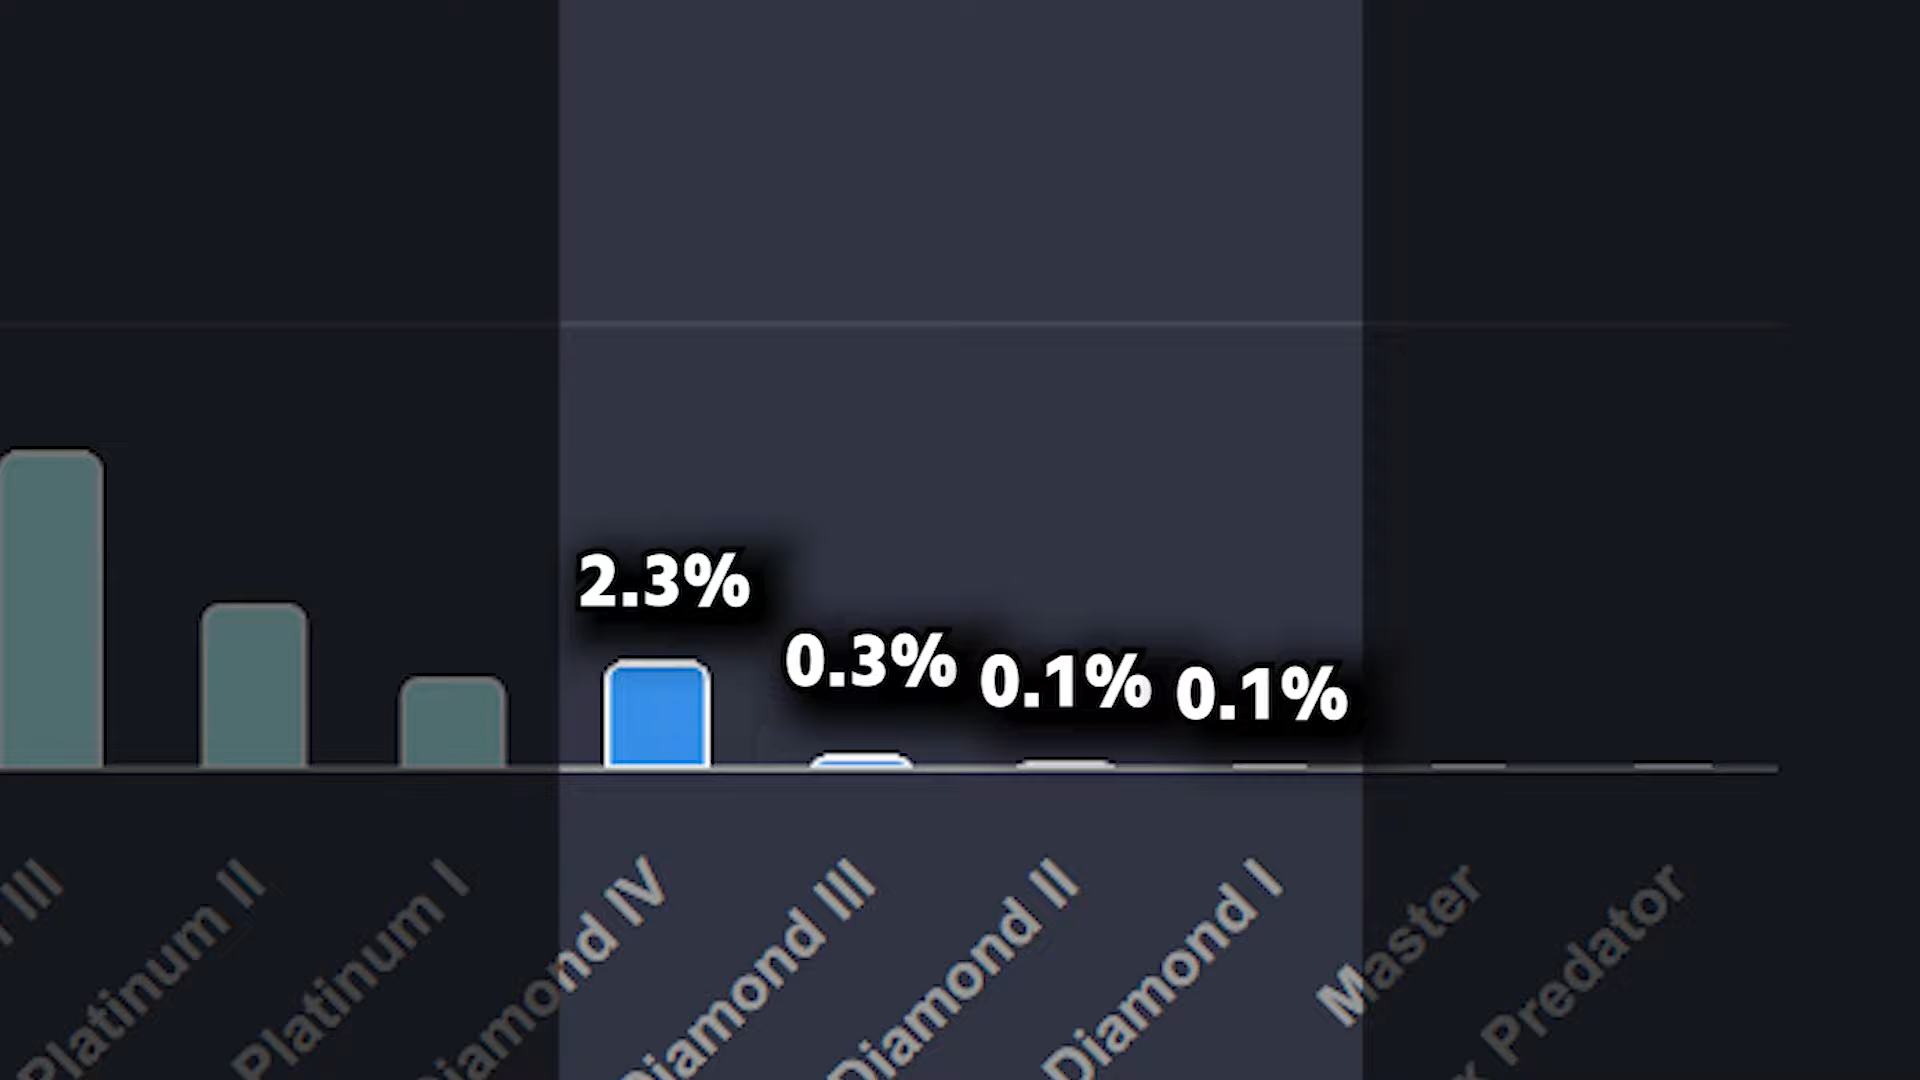 2.3%
0.3%
0.1%
0.1%
III
Platinum II
Platinum I
Diamond IV
Diamond III
Diamond II
Diamond I
Master
Predator